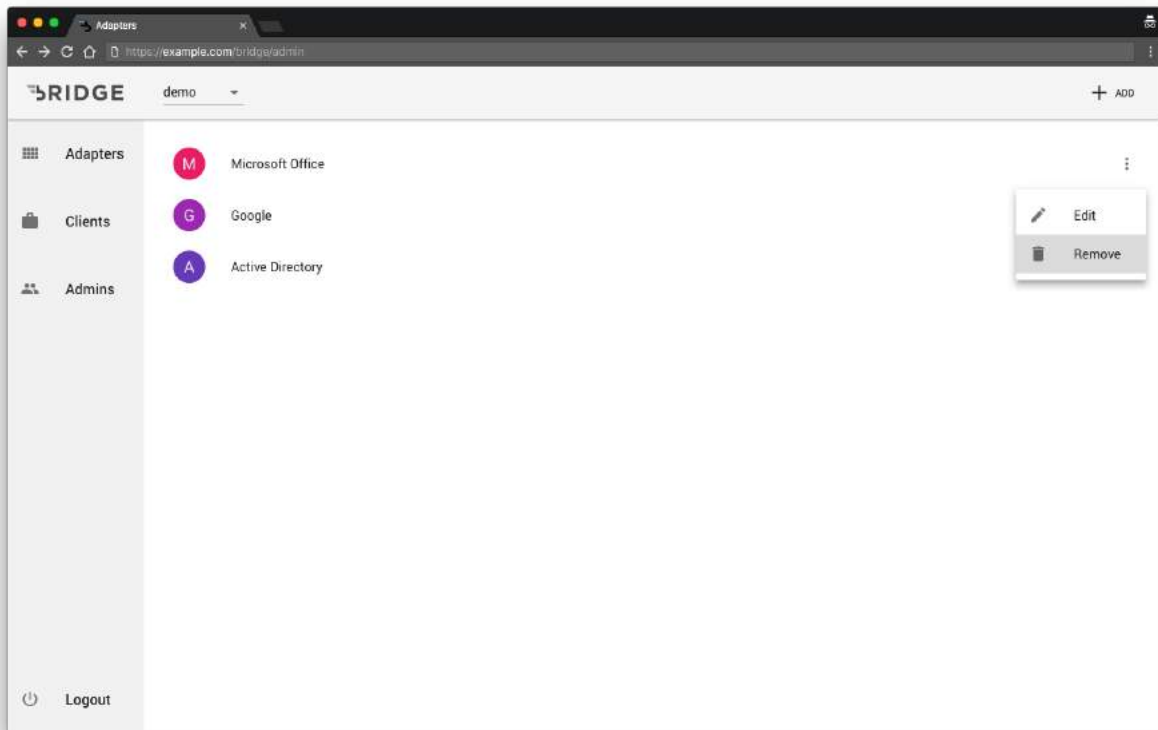 Adapters
https://example.com/bridge/admin
BRIDGE
demo
ADD
Adapters
Clients
Admins
Logout
M
Microsoft Office
G
Google
A
Active Directory
Edit
Remove